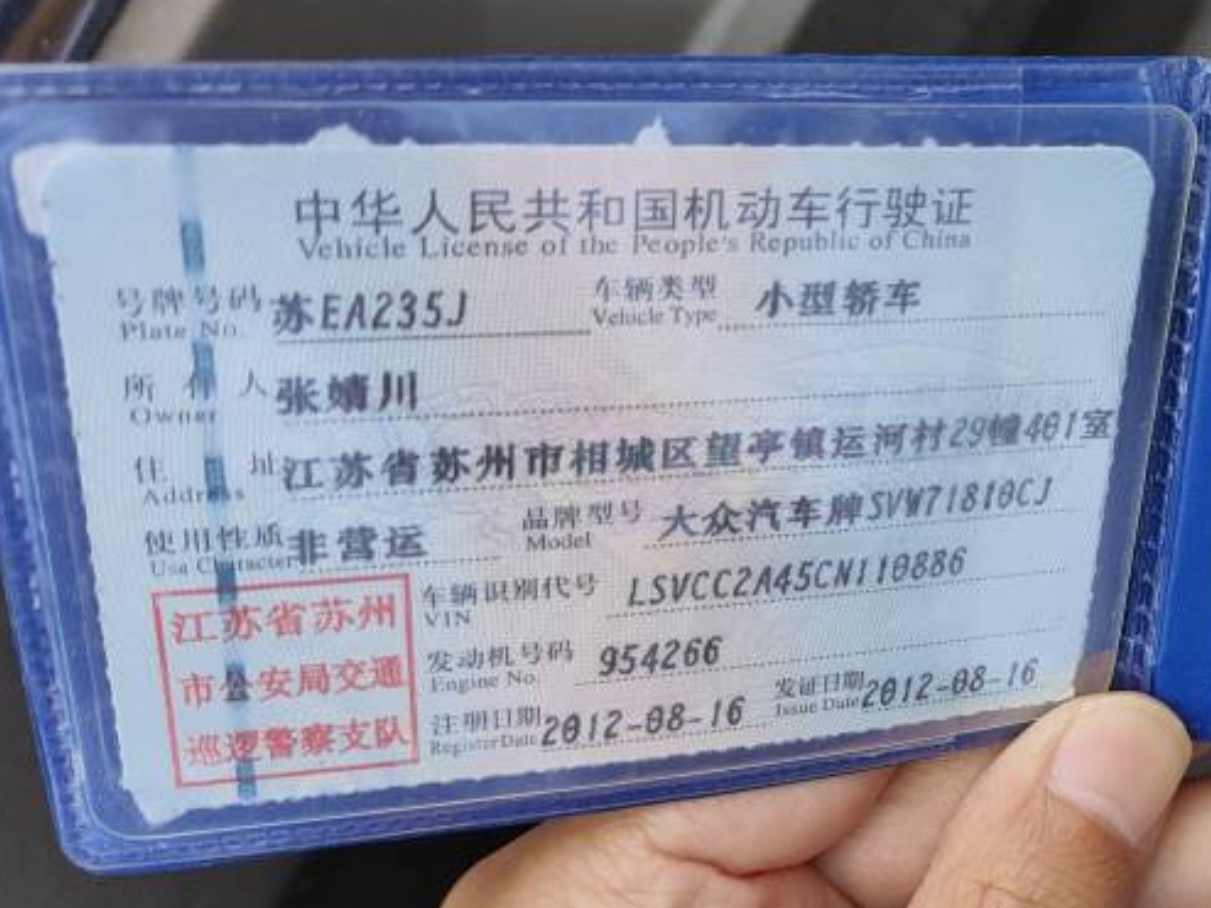 中华人民共和国机动车行驶证
Vehicle License of the People's Republic of China
号牌号码 苏EA235J 车辆类型 小型轿车
Plate No. Vehicle Type
所有人 张嫃川
Owner
住址 江苏省苏州市相城区望亭镇运河村29幢401室
Address
使用性质 非营运 品牌型号 大众汽车牌SVW71810CJ
Use Character Model
江苏省苏州 车辆识别代号 LSVCC2A45CN110886
VIN
市公安局交通 发动机号码 954266
Engine No.
巡逻警察支队 注册日期 2012-08-16 发证日期 2012-08-16
Register Date Issue Date